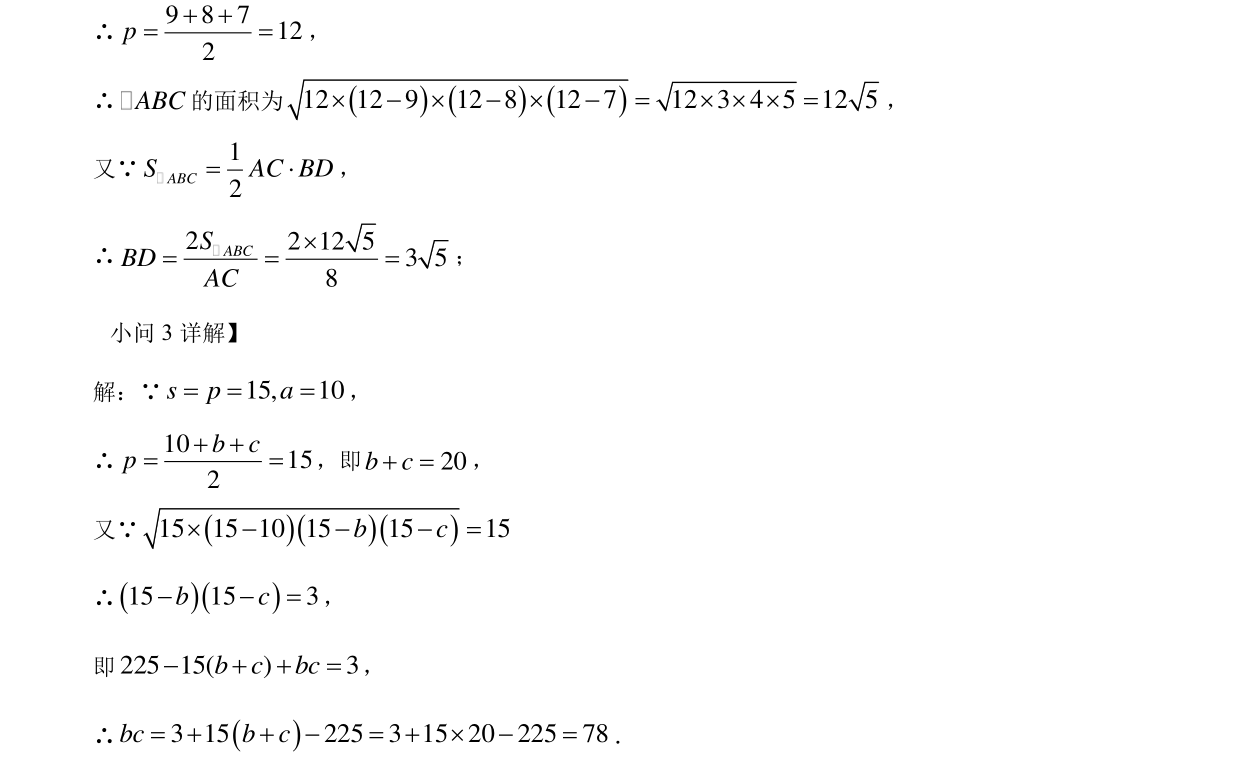 ∴ p = (9+8+7)/2 = 12，
∴ □ABC 的面积为 √(12×(12−9)×(12−8)×(12−7)) = √(12×3×4×5) = 12√5，
又∵ S□ABC = 1/2 AC·BD，
∴ BD = 2S□ABC/AC = (2×12√5)/8 = 3√5；
小问 3 详解】
解：∵ s = p = 15, a = 10，
∴ p = (10+b+c)/2 = 15，即 b+c = 20，
又∵ √(15×(15−10)(15−b)(15−c)) = 15
∴ (15−b)(15−c) = 3，
即 225−15(b+c)+bc = 3，
∴ bc = 3+15(b+c)−225 = 3+15×20−225 = 78．